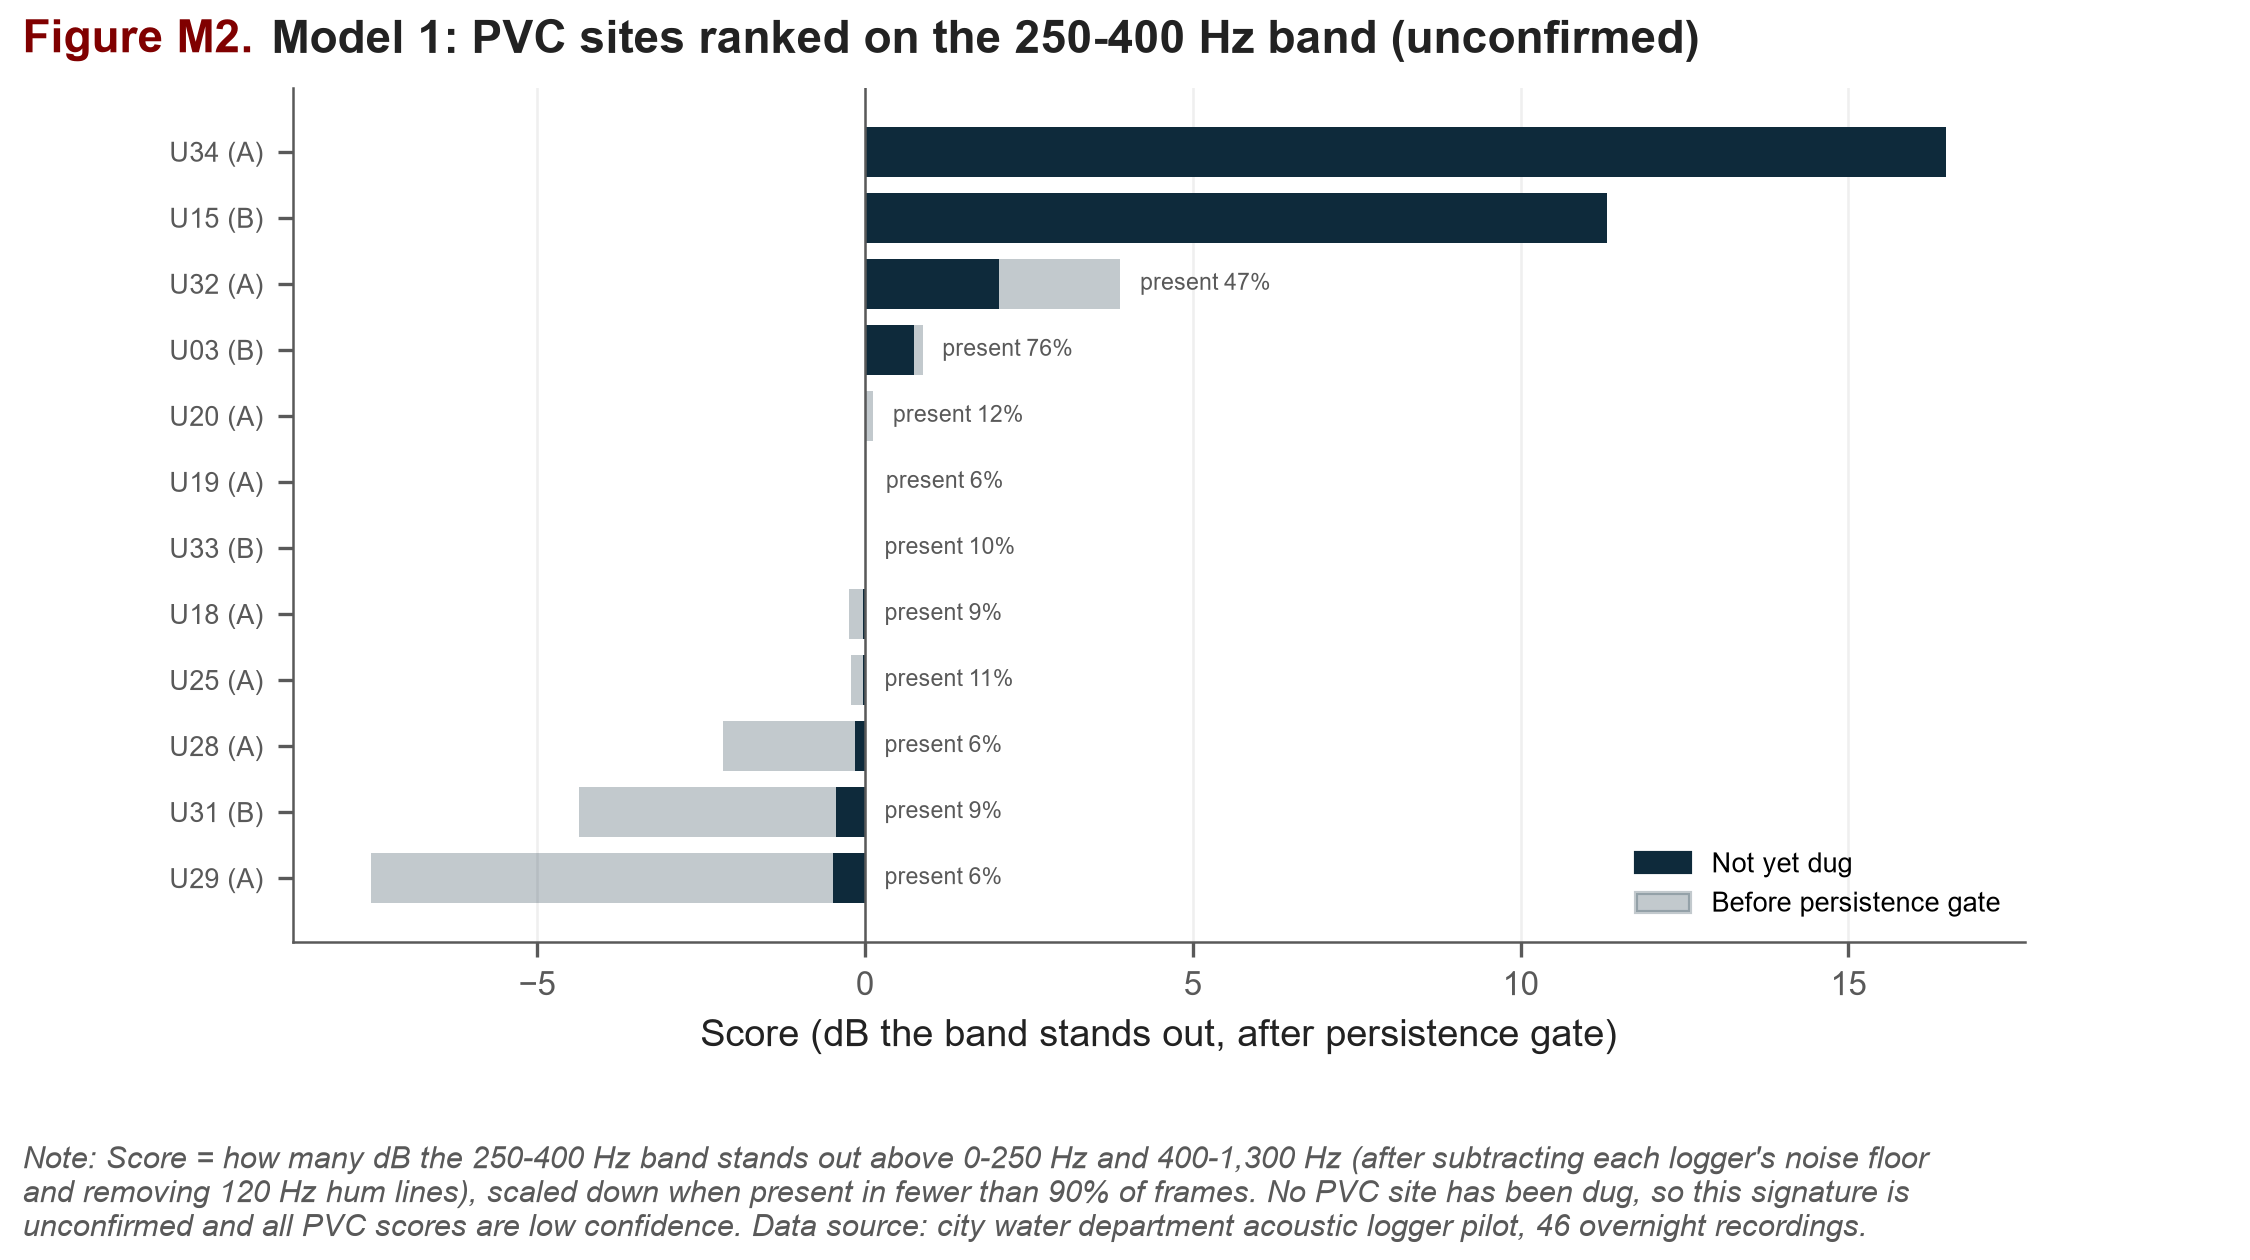 Figure M2. Model 1: PVC sites ranked on the 250-400 Hz band (unconfirmed)
U34 (A)
U15 (B)
U32 (A) present 47%
U03 (B) present 76%
U20 (A) present 12%
U19 (A) present 6%
U33 (B) present 10%
U18 (A) present 9%
U25 (A) present 11%
U28 (A) present 6%
U31 (B) present 9%
U29 (A) present 6%
Not yet dug
Before persistence gate
−5 0 5 10 15
Score (dB the band stands out, after persistence gate)
Note: Score = how many dB the 250-400 Hz band stands out above 0-250 Hz and 400-1,300 Hz (after subtracting each logger's noise floor
and removing 120 Hz hum lines), scaled down when present in fewer than 90% of frames. No PVC site has been dug, so this signature is
unconfirmed and all PVC scores are low confidence. Data source: city water department acoustic logger pilot, 46 overnight recordings.